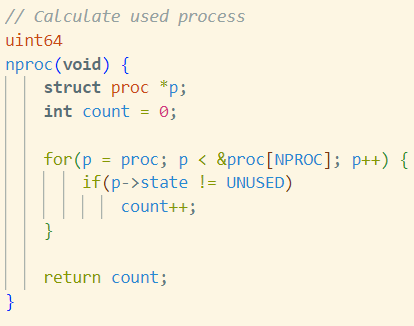 // Calculate used process
uint64
nproc(void) {
    struct proc *p;
    int count = 0;

    for(p = proc; p < &proc[NPROC]; p++) {
        if(p->state != UNUSED)
            count++;
    }

    return count;
}